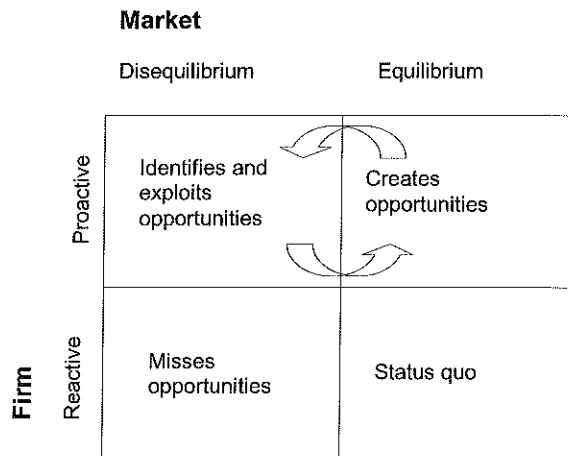 Market
Disequilibrium
Equilibrium
Proactive
Identifies and
exploits
opportunities
Creates
opportunities
Firm
Reactive
Misses
opportunities
Status quo